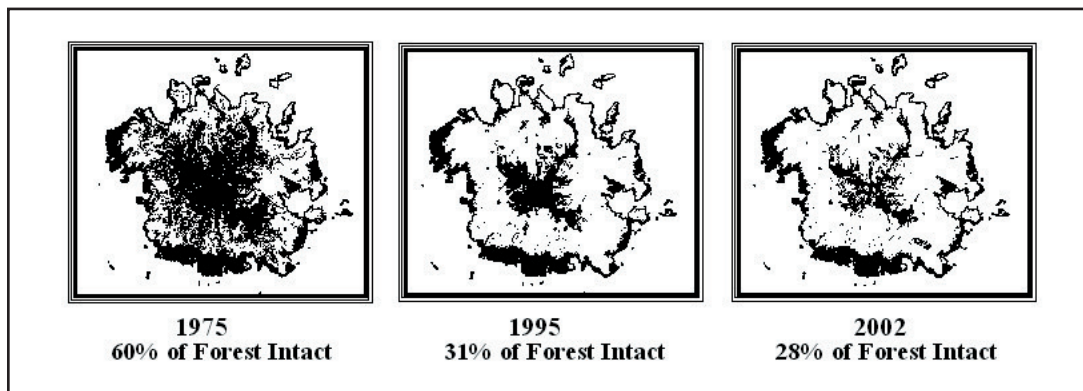 1975
60% of Forest Intact
1995
31% of Forest Intact
2002
28% of Forest Intact